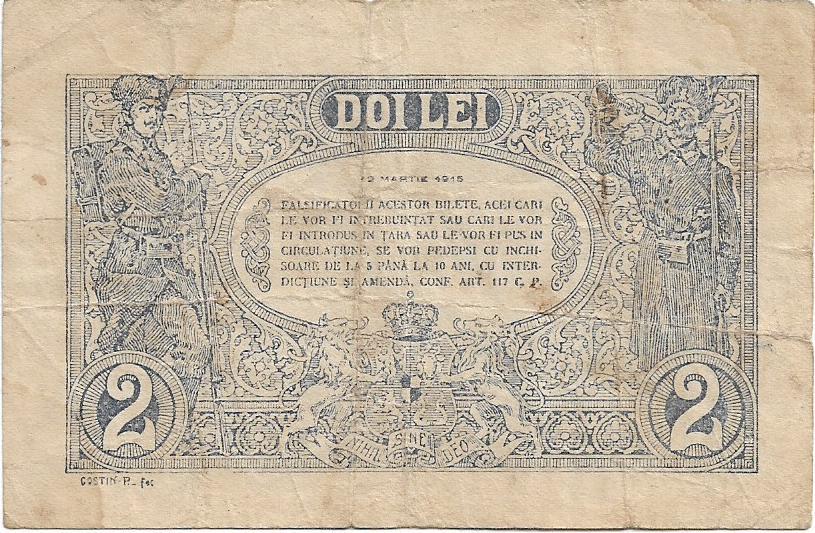 DOI LEI
12 MARTIE 1915
FALSIFICATOIII ACESTOR BILETE, ACEI CARI
LE VOR FI INTREBUINTAT SAU CARI LE VOR
FI INTRODUS IN ȚARA SAU LE VOR FI PUS IN
CIRCULAȚIUNE, SE VOR PEDEPSI CU INCHI-
SOARE DE LA 5 PÂNĂ LA 10 ANI, CU INTER-
DICȚIUNE ȘI AMENDĂ, CONF. ART. 117 C. P.
2 2
NIHIL SINE DEO
COSTIN-P. fec